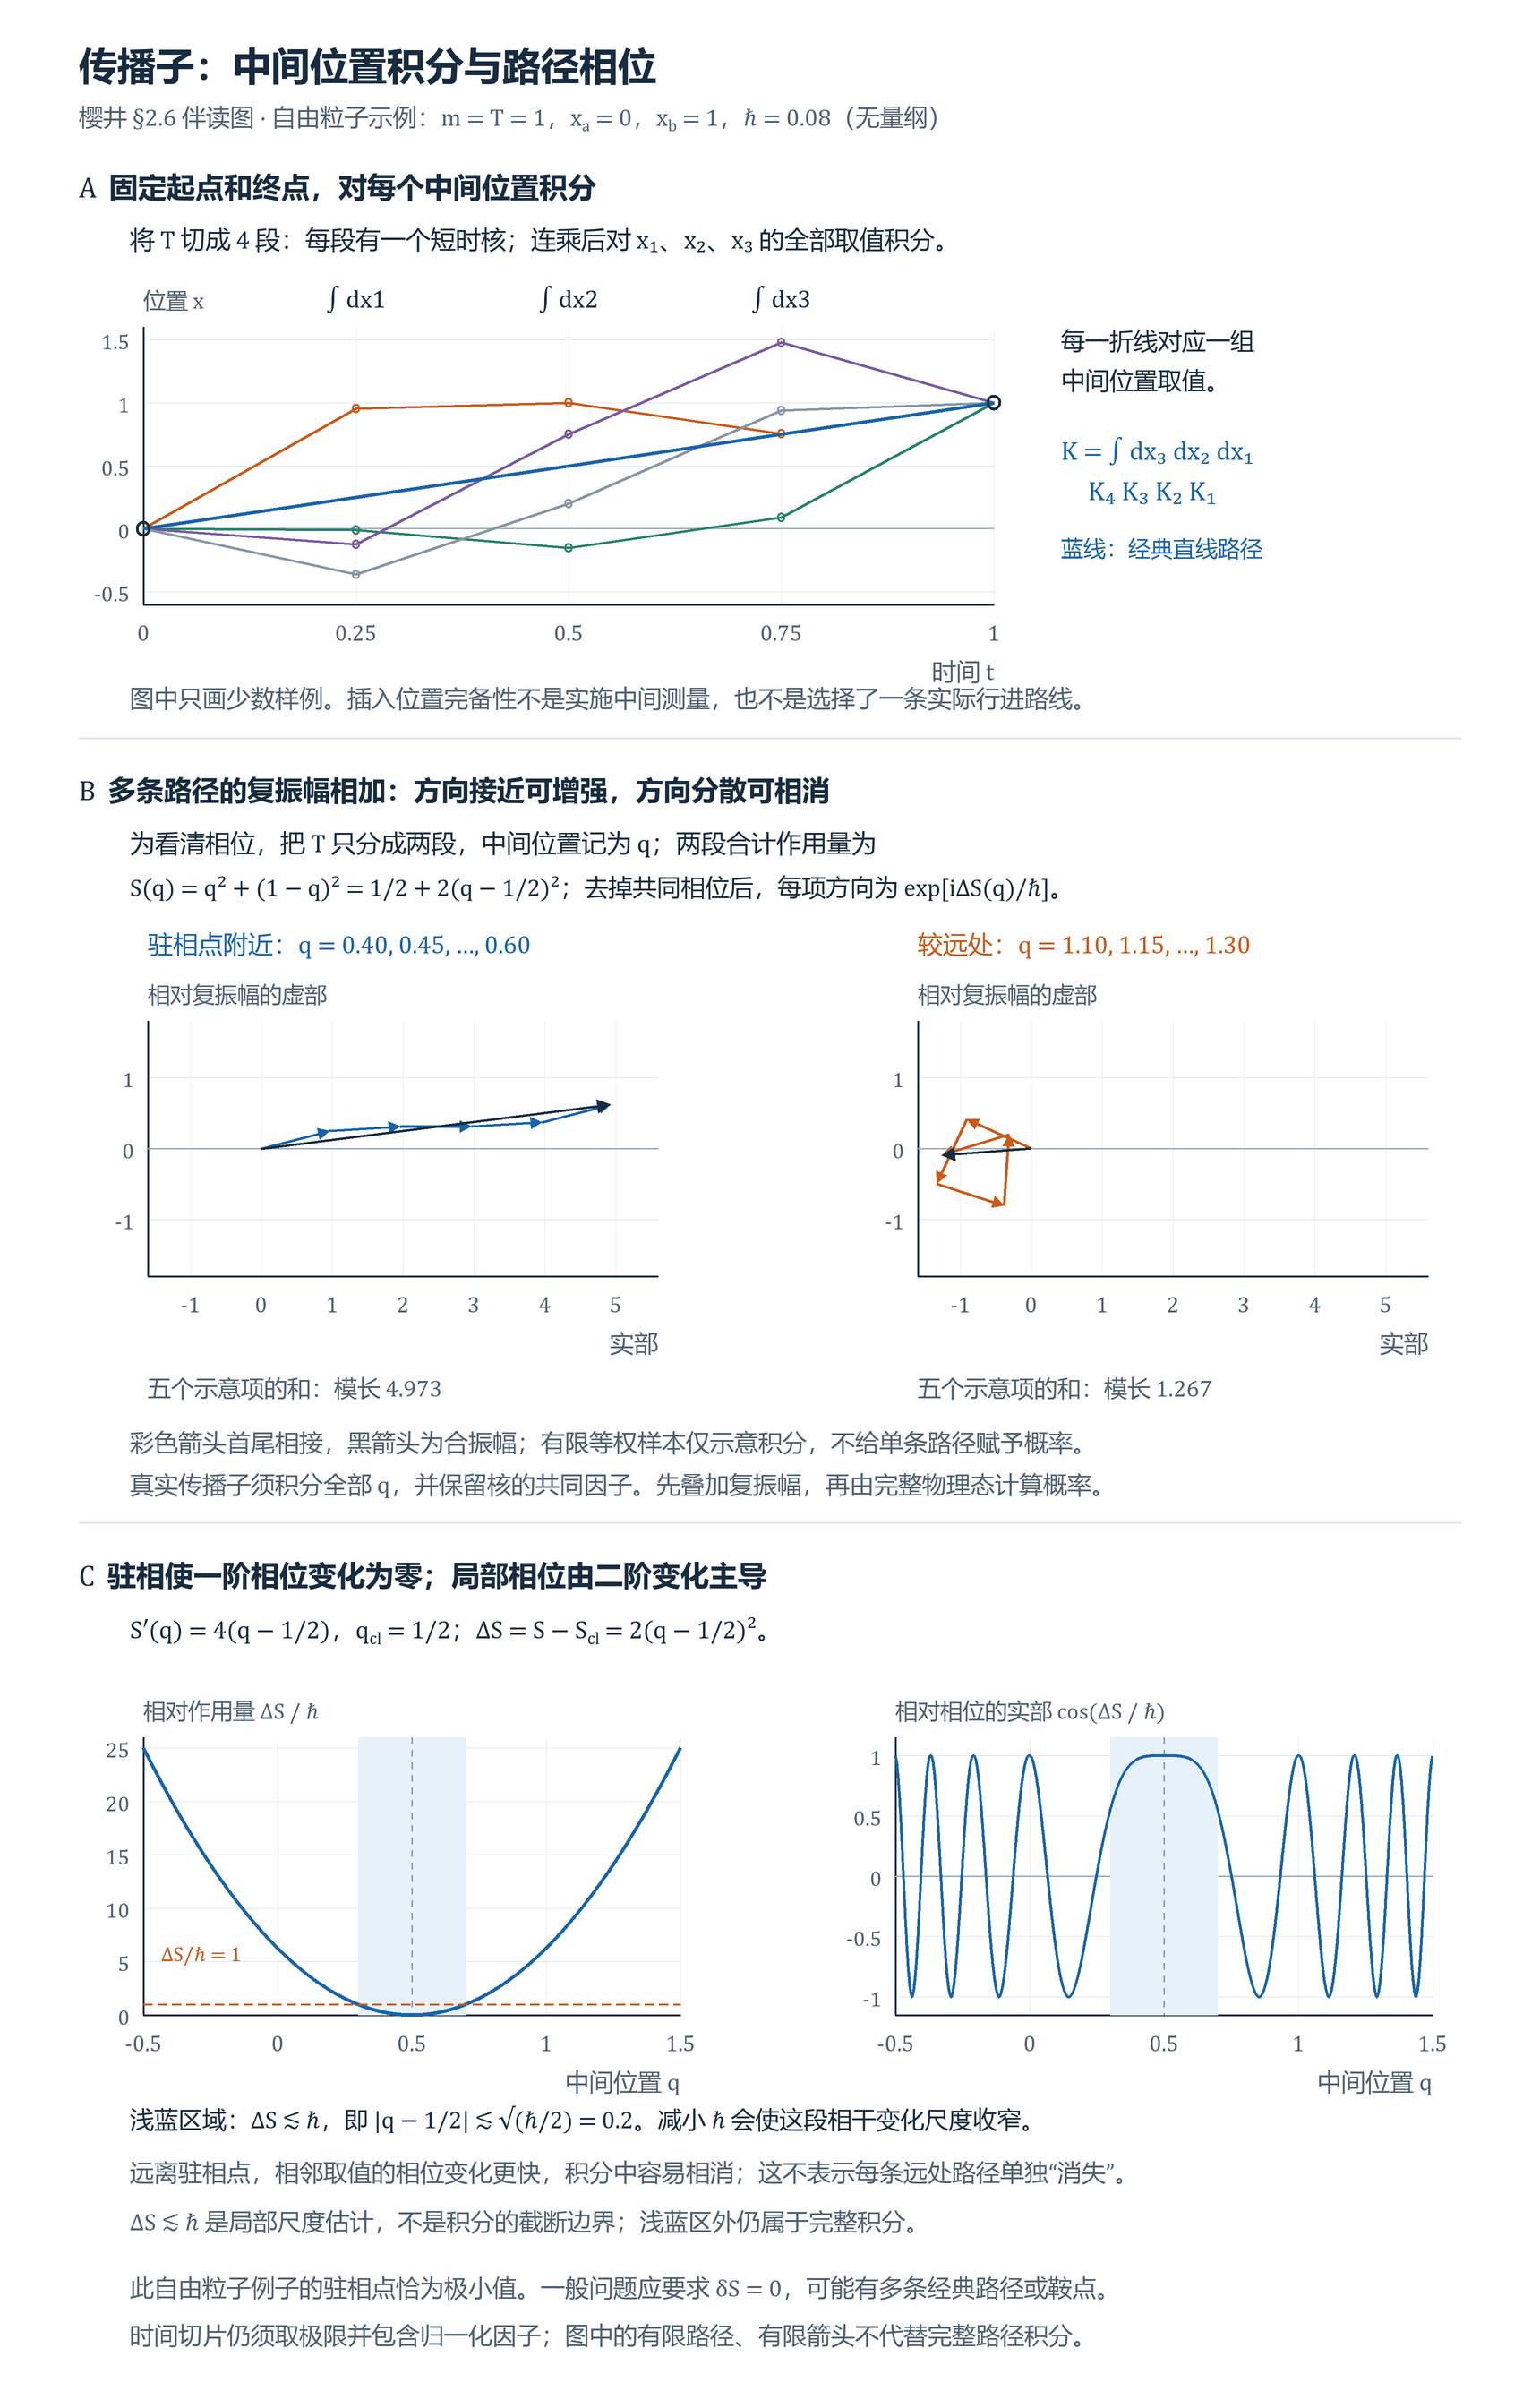 传播子：中间位置积分与路径相位
樱井 §2.6 伴读图 · 自由粒子示例：m = T = 1，xₐ = 0，x_b = 1，ℏ = 0.08（无量纲）
A 固定起点和终点，对每个中间位置积分
将 T 切成 4 段：每段有一个短时核；连乘后对 x₁、x₂、x₃ 的全部取值积分。
位置 x
∫ dx1
∫ dx2
∫ dx3
1.5
1
0.5
0
-0.5
0
0.25
0.5
0.75
1
时间 t
每一折线对应一组
中间位置取值。
K = ∫ dx₃ dx₂ dx₁
K₄ K₃ K₂ K₁
蓝线：经典直线路径
图中只画少数样例。插入位置完备性不是实施中间测量，也不是选择了一条实际行进路线。
B 多条路径的复振幅相加：方向接近可增强，方向分散可相消
为看清相位，把 T 只分成两段，中间位置记为 q；两段合计作用量为
S(q) = q² + (1 − q)² = 1/2 + 2(q − 1/2)²；去掉共同相位后，每项方向为 exp[iΔS(q)/ℏ]。
驻相点附近：q = 0.40, 0.45, ..., 0.60
相对复振幅的虚部
1
0
-1
-1
0
1
2
3
4
5
实部
五个示意项的和：模长 4.973
较远处：q = 1.10, 1.15, ..., 1.30
相对复振幅的虚部
1
0
-1
-1
0
1
2
3
4
5
实部
五个示意项的和：模长 1.267
彩色箭头首尾相接，黑箭头为合振幅；有限等权样本仅示意积分，不给单条路径赋予概率。
真实传播子须积分全部 q，并保留核的共同因子。先叠加复振幅，再由完整物理态计算概率。
C 驻相使一阶相位变化为零；局部相位由二阶变化主导
S′(q) = 4(q − 1/2)，q_cl = 1/2；ΔS = S − S_cl = 2(q − 1/2)²。
相对作用量 ΔS / ℏ
25
20
15
10
5
0
ΔS/ℏ = 1
-0.5
0
0.5
1
1.5
中间位置 q
相对相位的实部 cos(ΔS / ℏ)
1
0.5
0
-0.5
-1
-0.5
0
0.5
1
1.5
中间位置 q
浅蓝区域：ΔS ≲ ℏ，即 |q − 1/2| ≲ √(ℏ/2) = 0.2。减小 ℏ 会使这段相干变化尺度收窄。
远离驻相点，相邻取值的相位变化更快，积分中容易相消；这不表示每条远处路径单独“消失”。
ΔS ≲ ℏ 是局部尺度估计，不是积分的截断边界；浅蓝区外仍属于完整积分。
此自由粒子例子的驻相点恰为极小值。一般问题应要求 δS = 0，可能有多条经典路径或鞍点。
时间切片仍须取极限并包含归一化因子；图中的有限路径、有限箭头不代替完整路径积分。